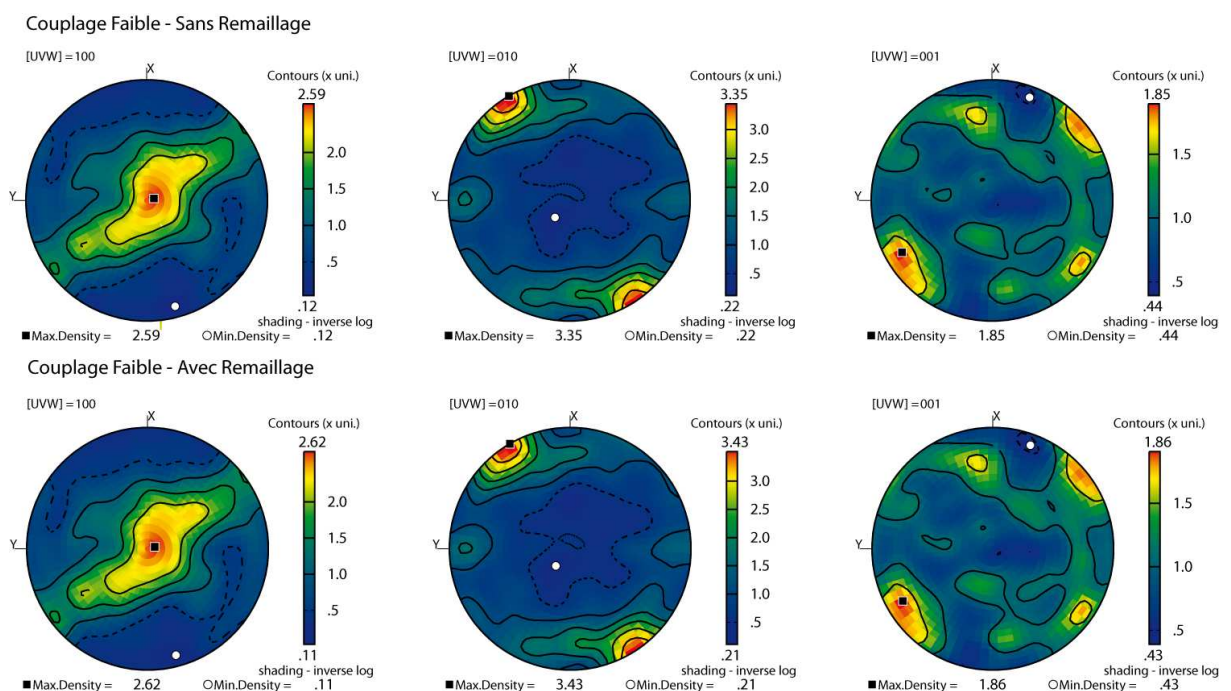 Couplage Faible - Sans Remaillage
[UVW] =100
X
Y
Contours (x uni.)
2.59
2.0
1.5
1.0
.5
.12
shading - inverse log
Max.Density = 2.59 Min.Density = .12
[UVW] =010
X
Y
Contours (x uni.)
3.35
3.0
2.5
2.0
1.5
1.0
.5
.22
shading - inverse log
Max.Density = 3.35 Min.Density = .22
[UVW] =001
X
Y
Contours (x uni.)
1.85
1.5
1.0
.5
.44
shading - inverse log
Max.Density = 1.85 Min.Density = .44
Couplage Faible - Avec Remaillage
[UVW] =100
X
Y
Contours (x uni.)
2.62
2.0
1.5
1.0
.5
.11
shading - inverse log
Max.Density = 2.62 Min.Density = .11
[UVW] =010
X
Y
Contours (x uni.)
3.43
3.0
2.5
2.0
1.5
1.0
.5
.21
shading - inverse log
Max.Density = 3.43 Min.Density = .21
[UVW] =001
X
Y
Contours (x uni.)
1.86
1.5
1.0
.5
.43
shading - inverse log
Max.Density = 1.86 Min.Density = .43